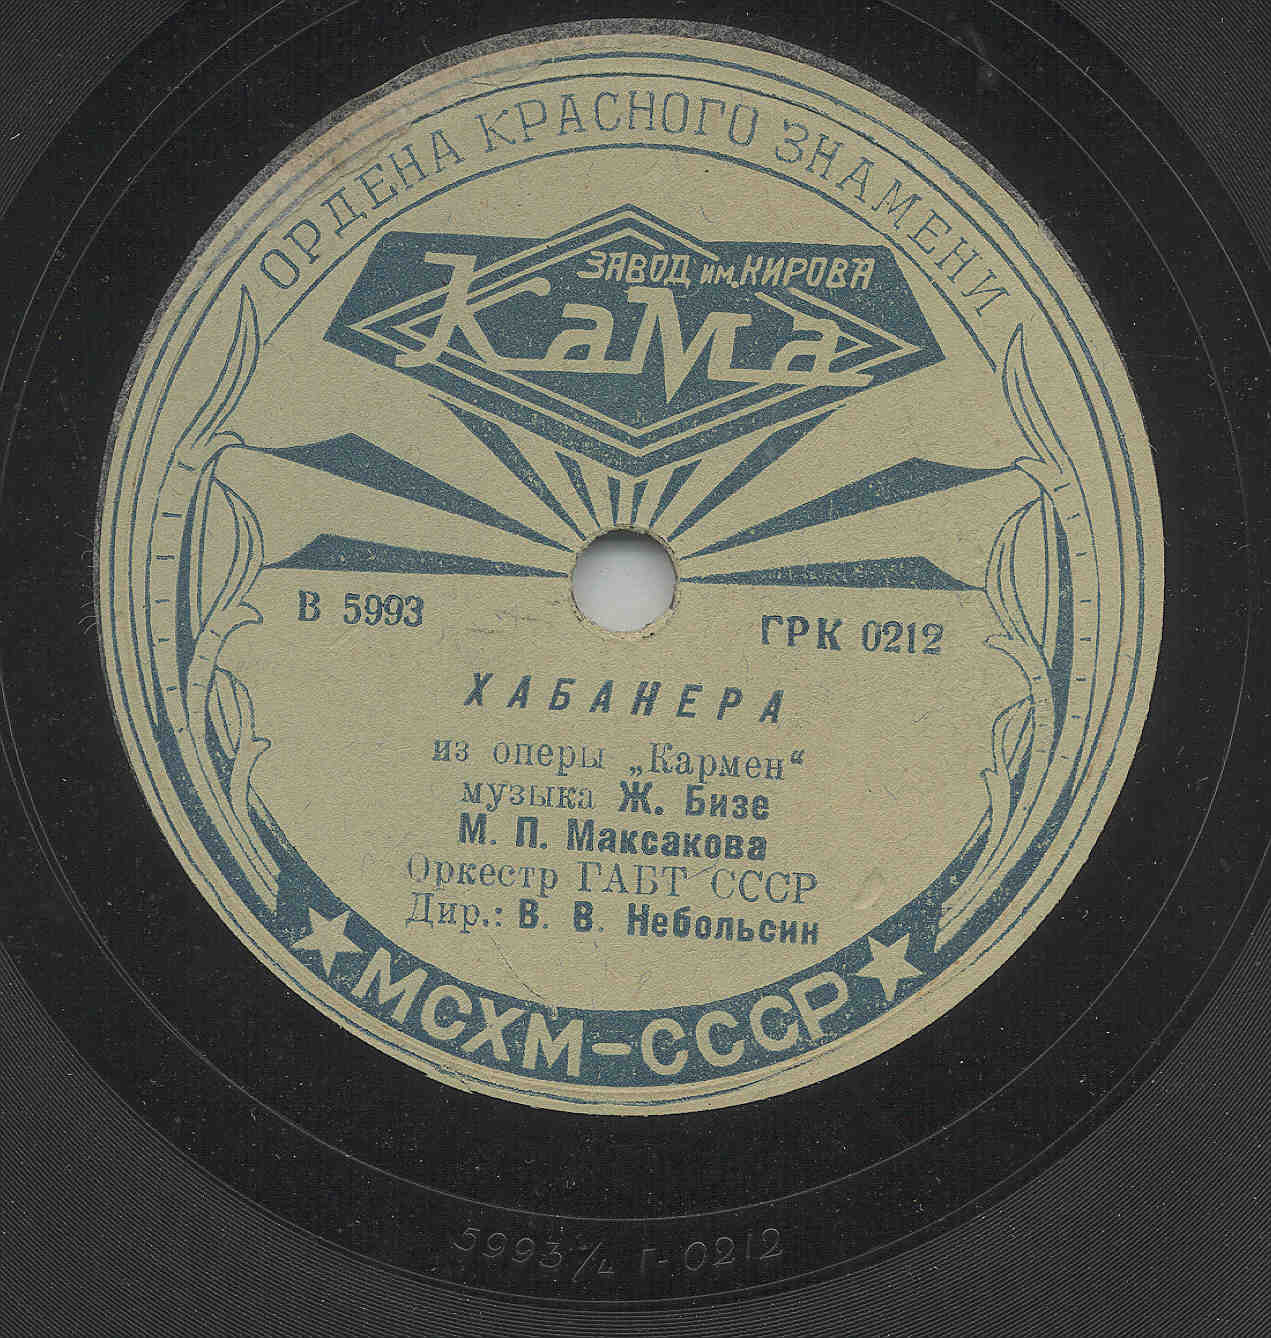 ОРДЕНА КРАСНОГО ЗНАМЕНИ
ЗАВОД им. КИРОВА
КаМа
В 5993
ГРК 0212
ХАБАНЕРА
из оперы „Кармен“
музыка Ж. Бизе
М. П. Максакова
Оркестр ГАБТ СССР
Дир.: В. В. Небольсин
МСХМ–СССР
5993 Г-0212